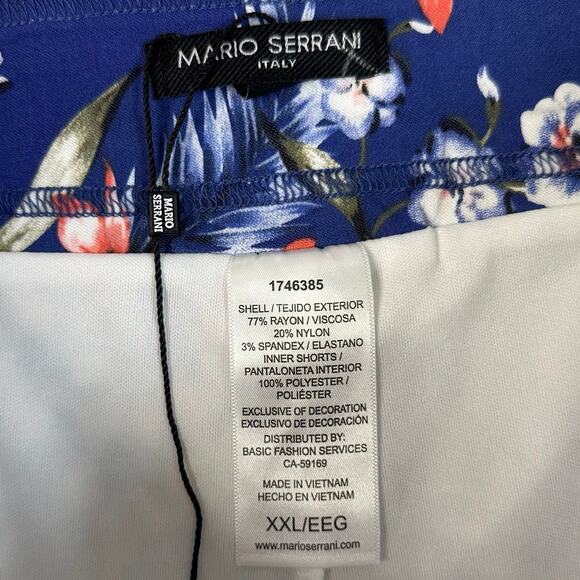 MARIO SERRANI
ITALY
MARIO
SERRANI
1746385
SHELL / TEJIDO EXTERIOR
77% RAYON / VISCOSA
20% NYLON
3% SPANDEX / ELASTANO
INNER SHORTS /
PANTALONETA INTERIOR
100% POLYESTER /
POLIÉSTER
EXCLUSIVE OF DECORATION
EXCLUSIVO DE DECORACIÓN
DISTRIBUTED BY:
BASIC FASHION SERVICES
CA-59169
MADE IN VIETNAM
HECHO EN VIETNAM
XXL/EEG
www.marioserrani.com